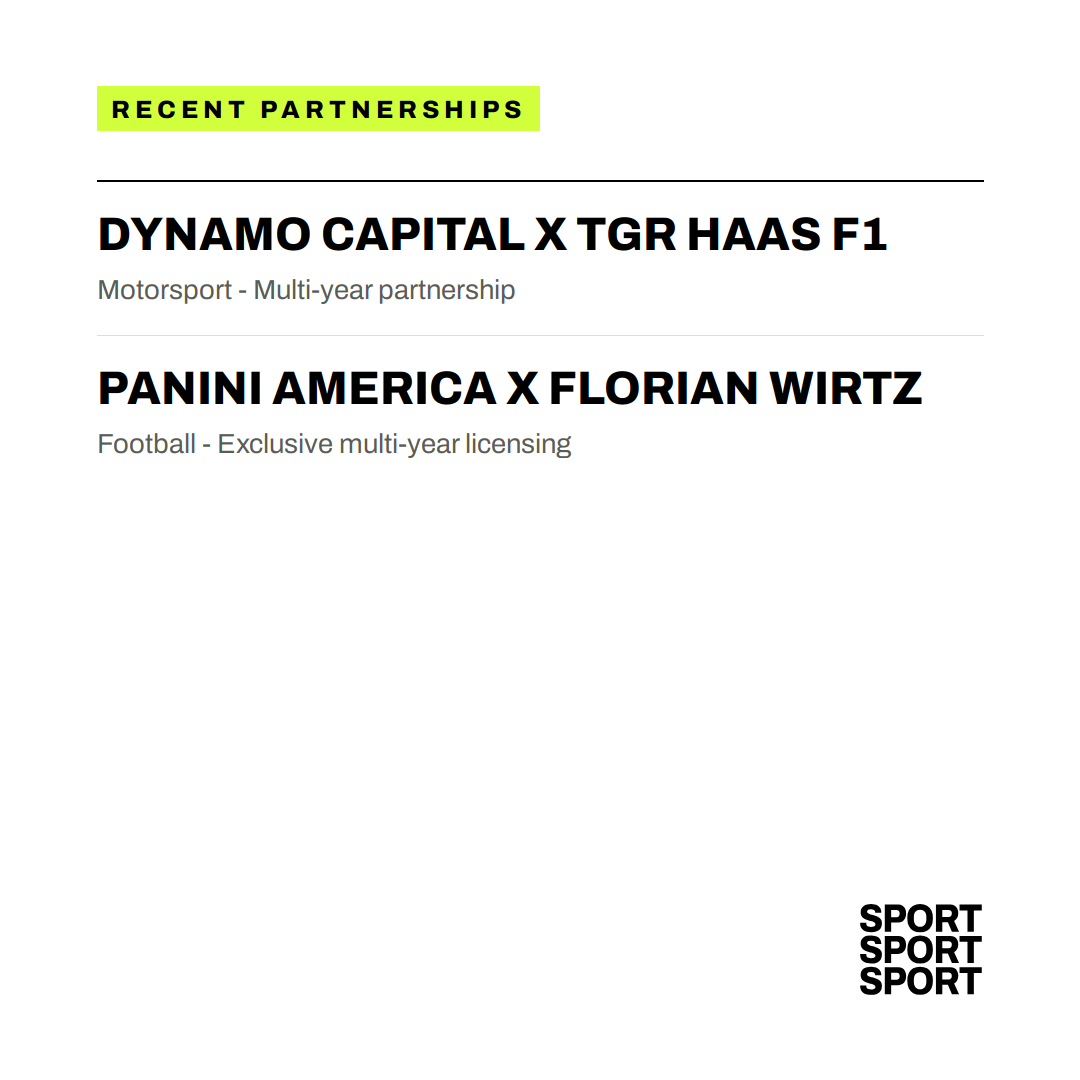 RECENT PARTNERSHIPS
DYNAMO CAPITAL X TGR HAAS F1
Motorsport - Multi-year partnership
PANINI AMERICA X FLORIAN WIRTZ
Football - Exclusive multi-year licensing
SPORT
SPORT
SPORT